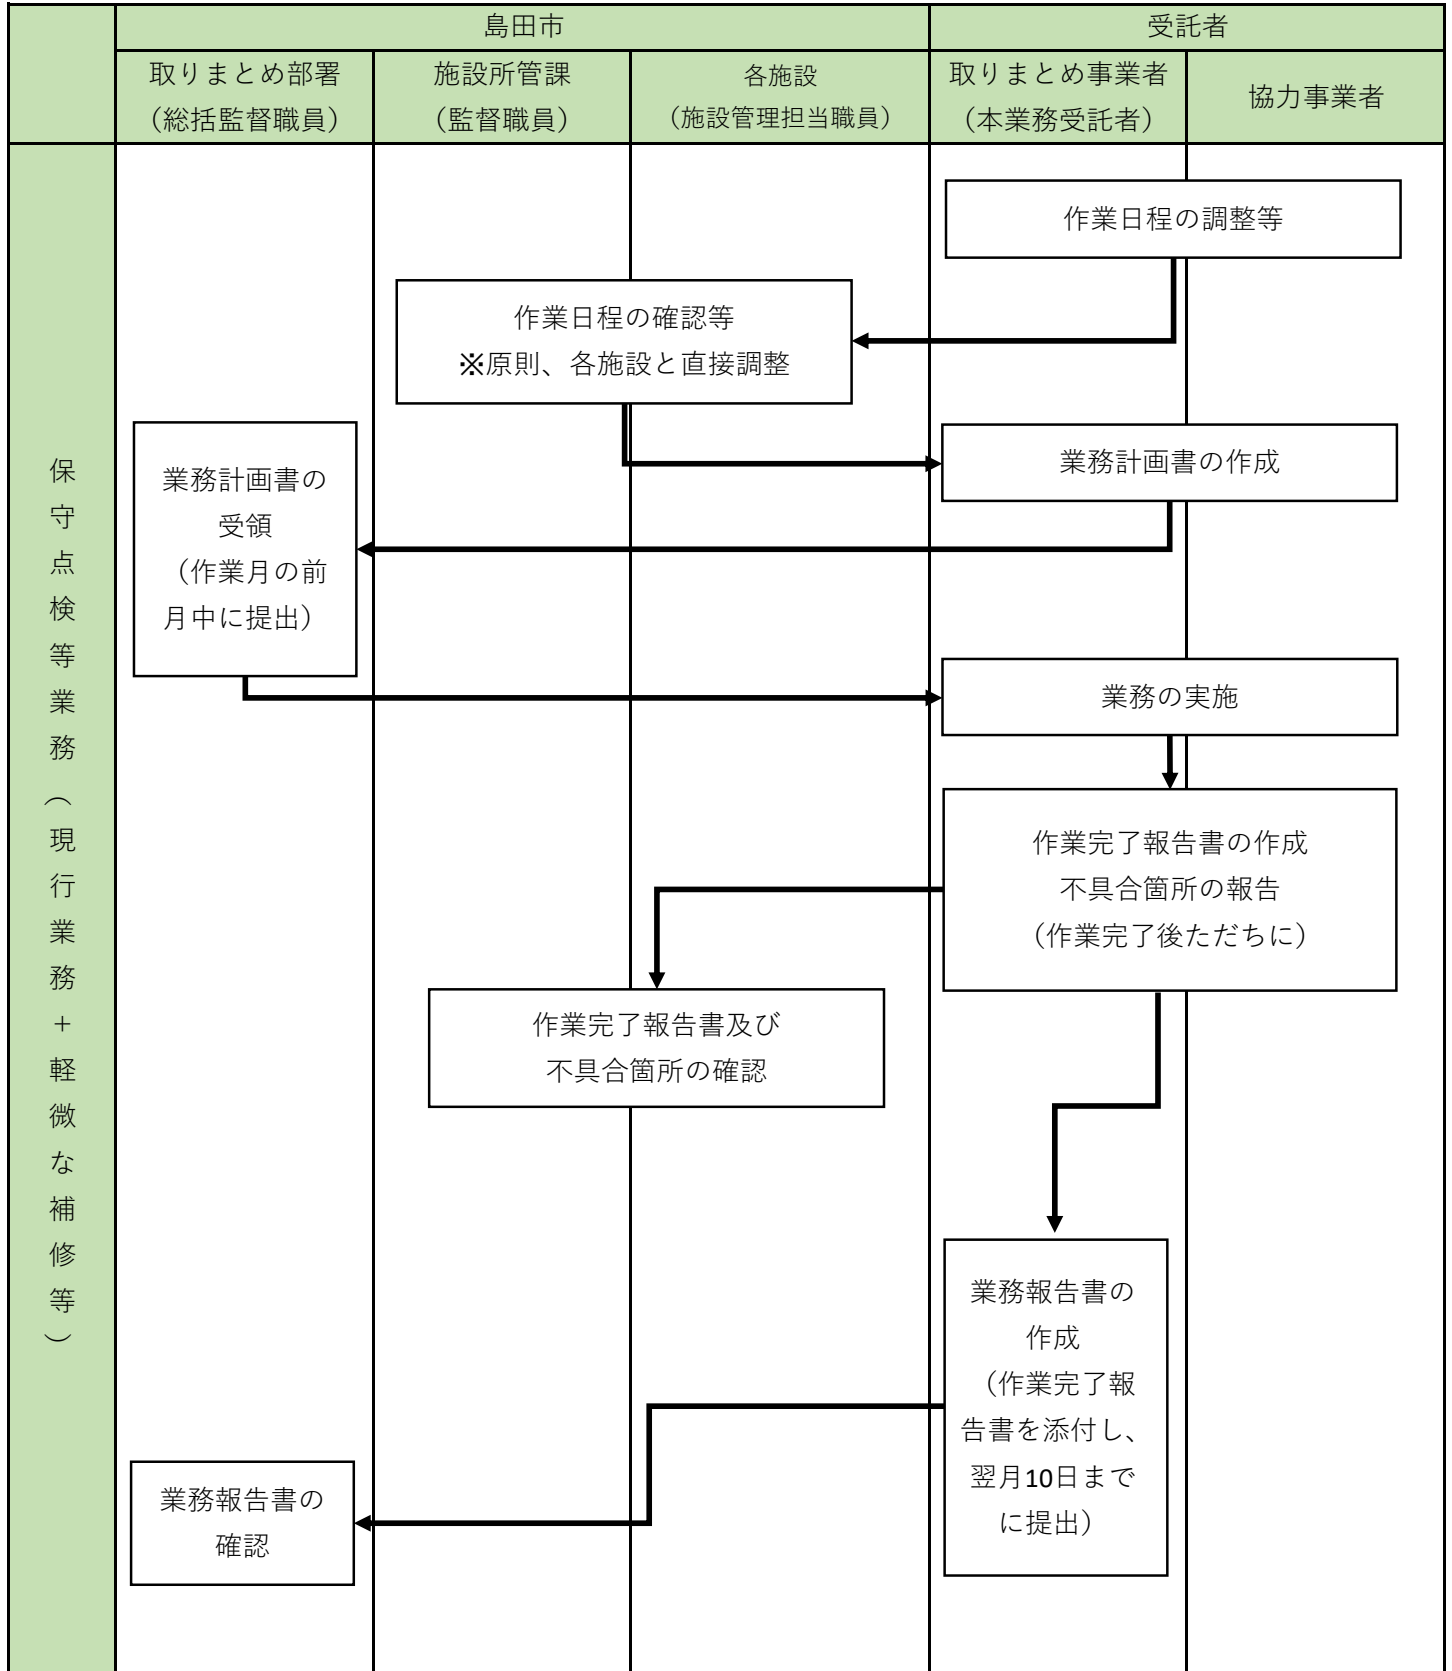 島田市
受託者
取りまとめ部署
（総括監督職員）
施設所管課
（監督職員）
各施設
（施設管理担当職員）
取りまとめ事業者
（本業務受託者）
協力事業者
保守点検等業務（現行業務＋軽微な補修等）
作業日程の調整等
作業日程の確認等
※原則、各施設と直接調整
業務計画書の作成
業務計画書の
受領
（作業月の前
月中に提出）
業務の実施
作業完了報告書の作成
不具合箇所の報告
（作業完了後ただちに）
作業完了報告書及び
不具合箇所の確認
業務報告書の
作成
（作業完了報
告書を添付し、
翌月10日まで
に提出）
業務報告書の
確認